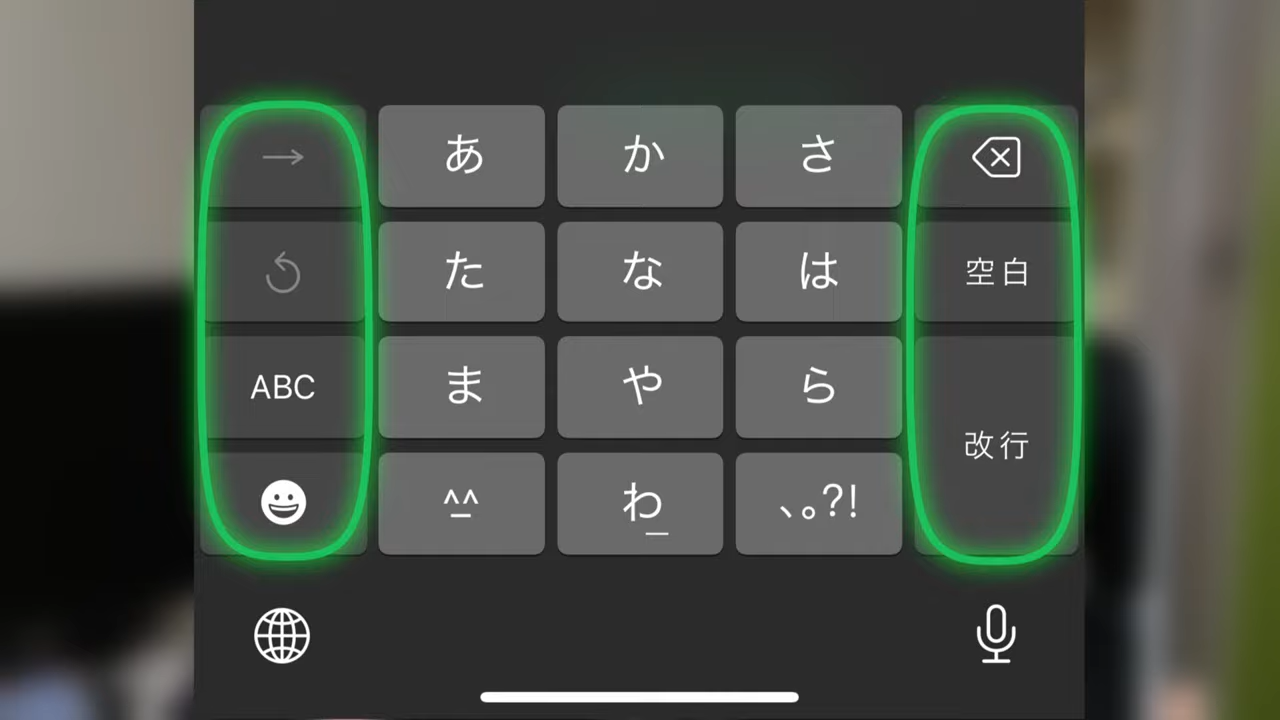 → あ か さ
た な は 空白
ABC ま や ら
改行
^_^ わ_ 、。?!